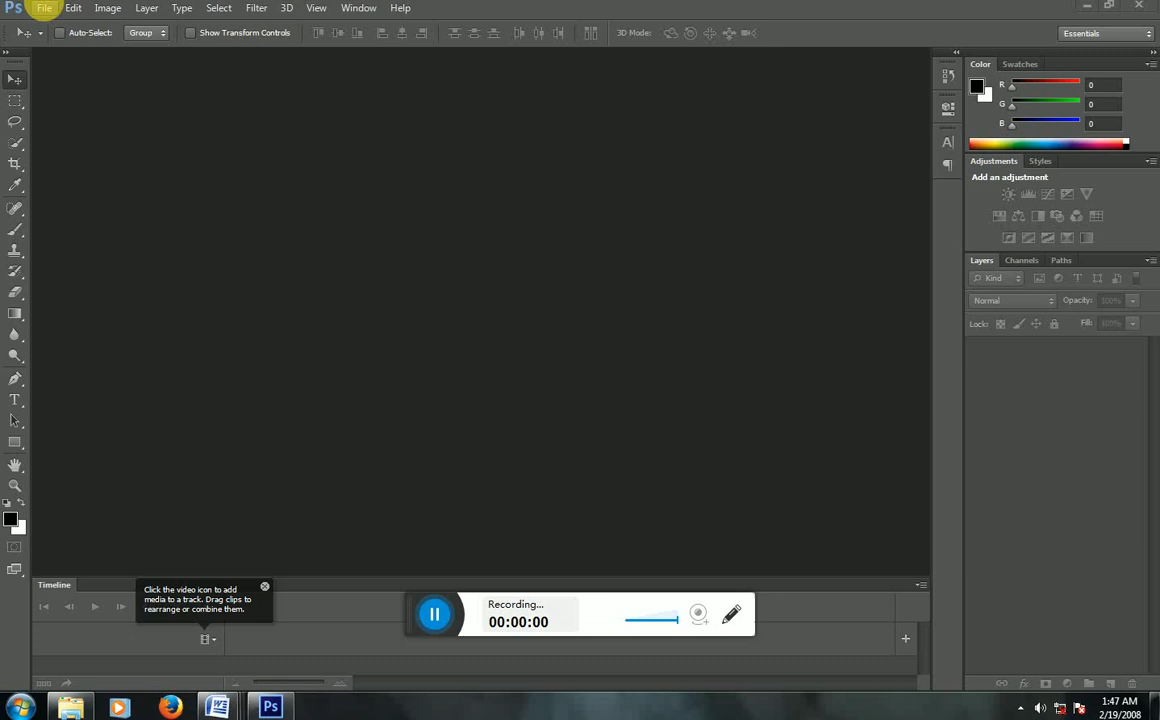 Ps File Edit Image Layer Type Select Filter 3D View Window Help
Auto-Select: Group Show Transform Controls 3D Mode: Essentials
Color Swatches
R 0
G 0
B 0
Adjustments Styles
Add an adjustment
Layers Channels Paths
Kind
Normal Opacity: 100%
Lock: Fill: 100%
Timeline
Click the video icon to add
media to a track. Drag clips to
rearrange or combine them.
Recording...
00:00:00
1:47 AM
2/19/2008